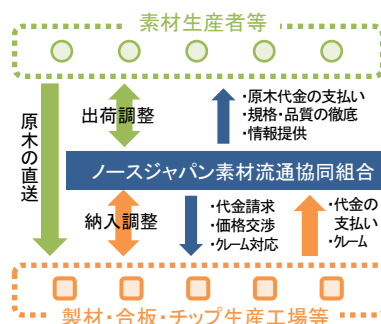 素材生産者等
原木の直送
出荷調整
・原木代金の支払い
・規格・品質の徹底
・情報提供
ノースジャパン素材流通協同組合
納入調整
・代金請求
・価格交渉
・クレーム対応
・代金の
支払い
・クレーム
製材・合板・チップ生産工場等